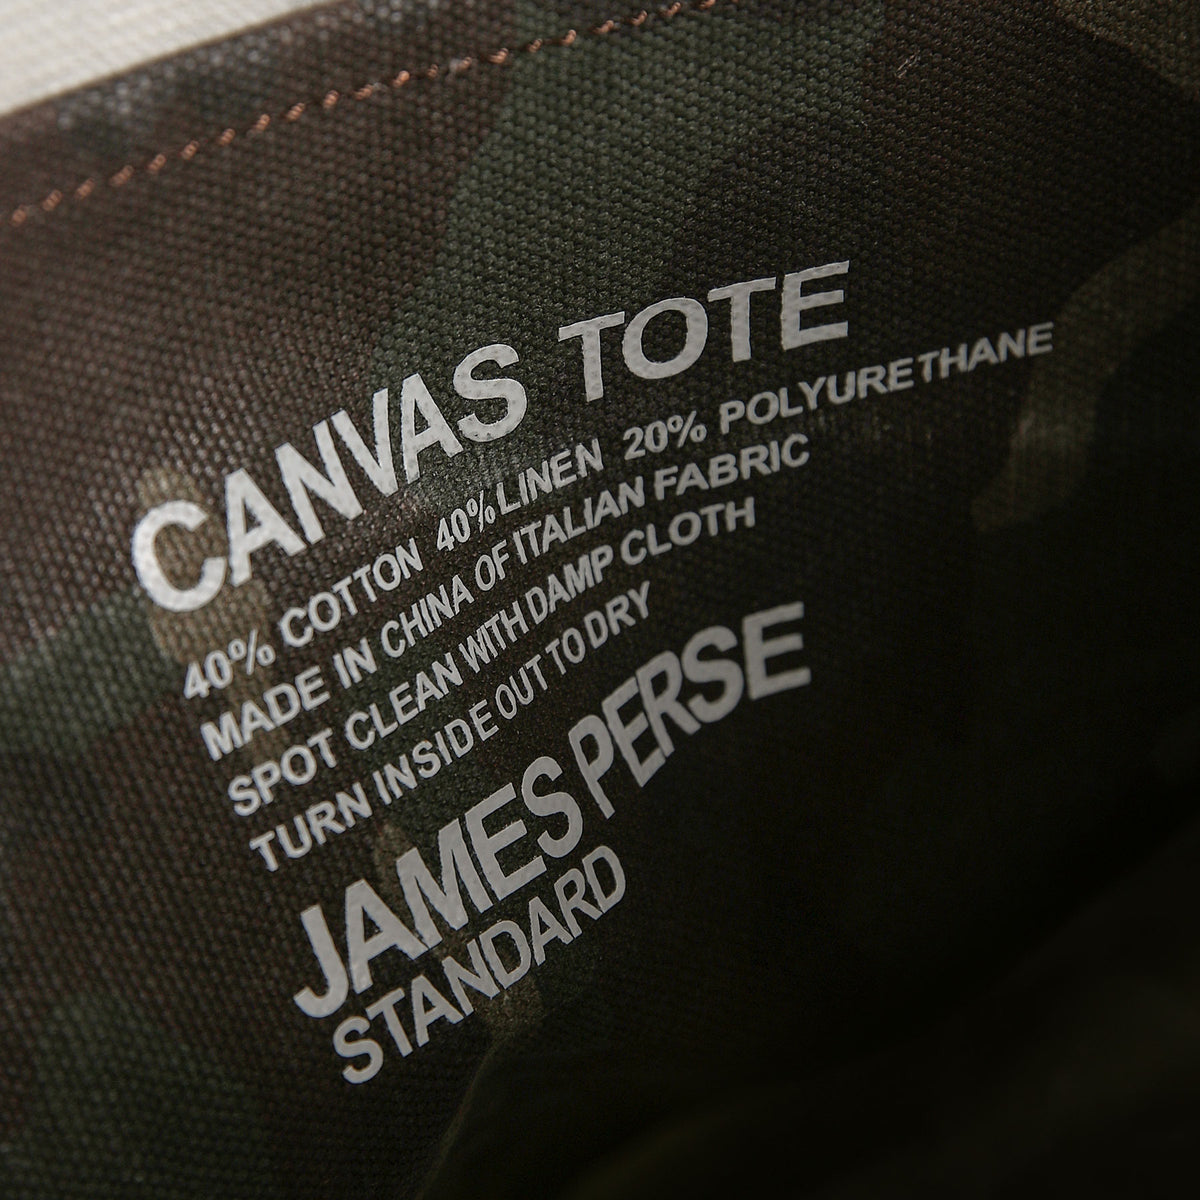 CANVAS TOTE
40% COTTON 40% LINEN 20% POLYURETHANE
MADE IN CHINA OF ITALIAN FABRIC
SPOT CLEAN WITH DAMP CLOTH
TURN INSIDE OUT TO DRY
JAMES PERSE
STANDARD